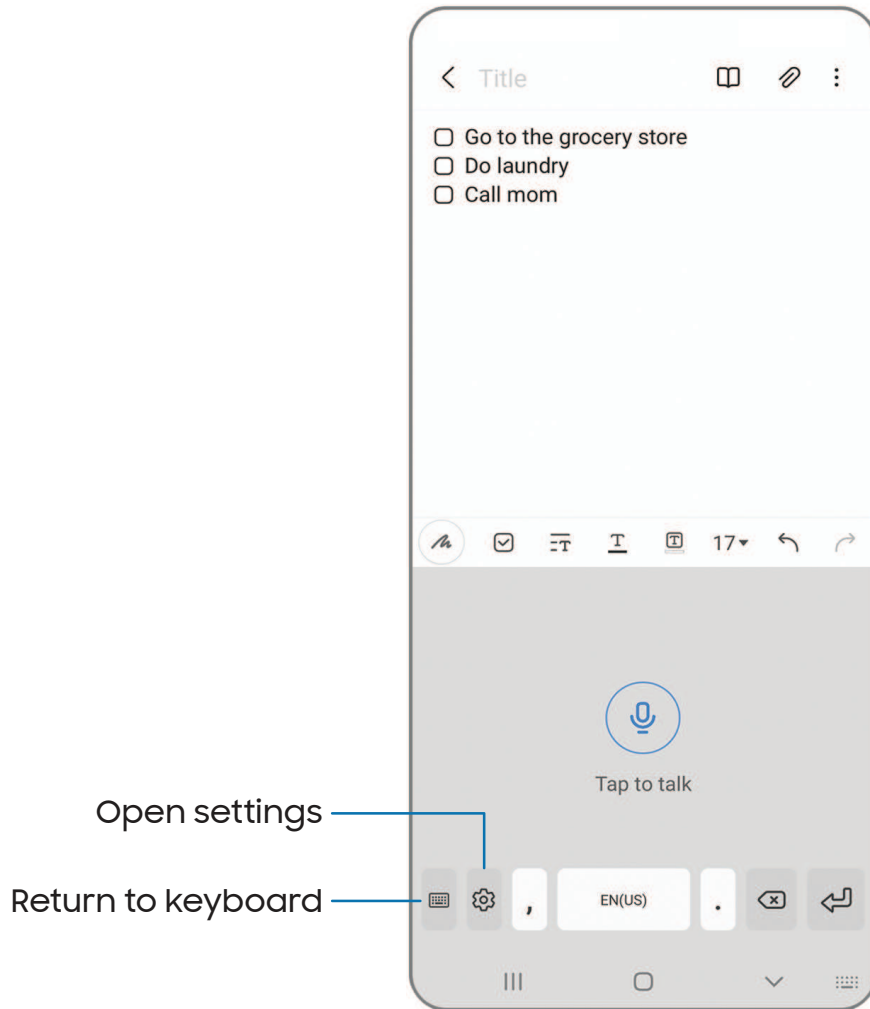 Title
Go to the grocery store
Do laundry
Call mom
17
Tap to talk
Open settings
Return to keyboard
, EN(US) .